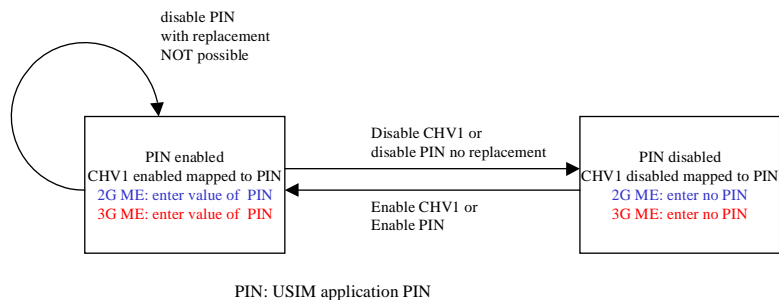 disable PIN
with replacement
NOT possible
PIN enabled
CHV1 enabled mapped to PIN
2G ME: enter value of PIN
3G ME: enter value of PIN
Disable CHV1 or
disable PIN no replacement
Enable CHV1 or
Enable PIN
PIN disabled
CHV1 disabled mapped to PIN
2G ME: enter no PIN
3G ME: enter no PIN
PIN: USIM application PIN